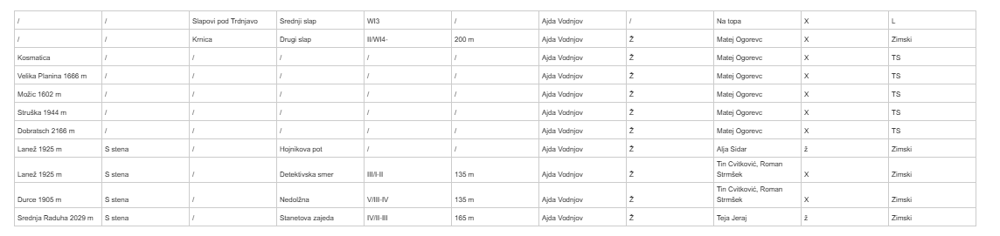 / / Slapovi pod Trdnjavo Srednji slap WI3 / Ajda Vodnjov / Na topa X L
/ / Krnica Drugi slap II/WI4- 200 m Ajda Vodnjov Ž Matej Ogorevc X Zimski
Kosmatica / / / / / Ajda Vodnjov Ž Matej Ogorevc X TS
Velika Planina 1666 m / / / / / Ajda Vodnjov Ž Matej Ogorevc X TS
Možic 1602 m / / / / / Ajda Vodnjov Ž Matej Ogorevc X TS
Struška 1944 m / / / / / Ajda Vodnjov Ž Matej Ogorevc X TS
Dobratsch 2166 m / / / / / Ajda Vodnjov Ž Matej Ogorevc X TS
Lanež 1925 m S stena / Hojnikova pot / / Ajda Vodnjov Ž Alja Sidar ž Zimski
Lanež 1925 m S stena / Detektivska smer III/I-II 135 m Ajda Vodnjov Ž Tin Cvitković, Roman
Strmšek X Zimski
Durce 1905 m S stena / Nedolžna V/III-IV 135 m Ajda Vodnjov Ž Tin Cvitković, Roman
Strmšek X Zimski
Srednja Raduha 2029 m S stena / Stanetova zajeda IV/II-III 165 m Ajda Vodnjov Ž Teja Jeraj ž Zimski